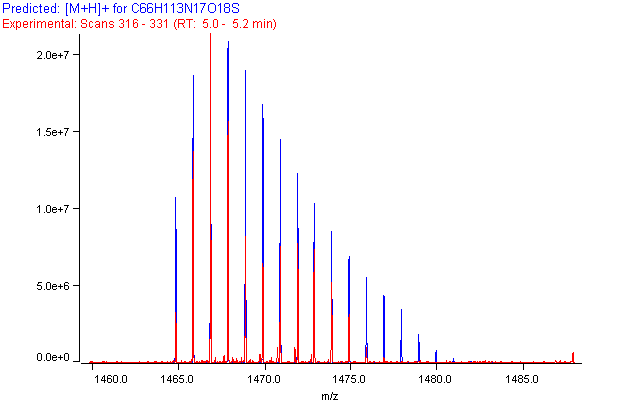 Predicted: [M+H]+ for C66H113N17O18S
Experimental: Scans 316 - 331 (RT: 5.0 - 5.2 min)
2.0e+7
1.5e+7
1.0e+7
5.0e+6
0.0e+0
1460.0 1465.0 1470.0 1475.0 1480.0 1485.0
m/z